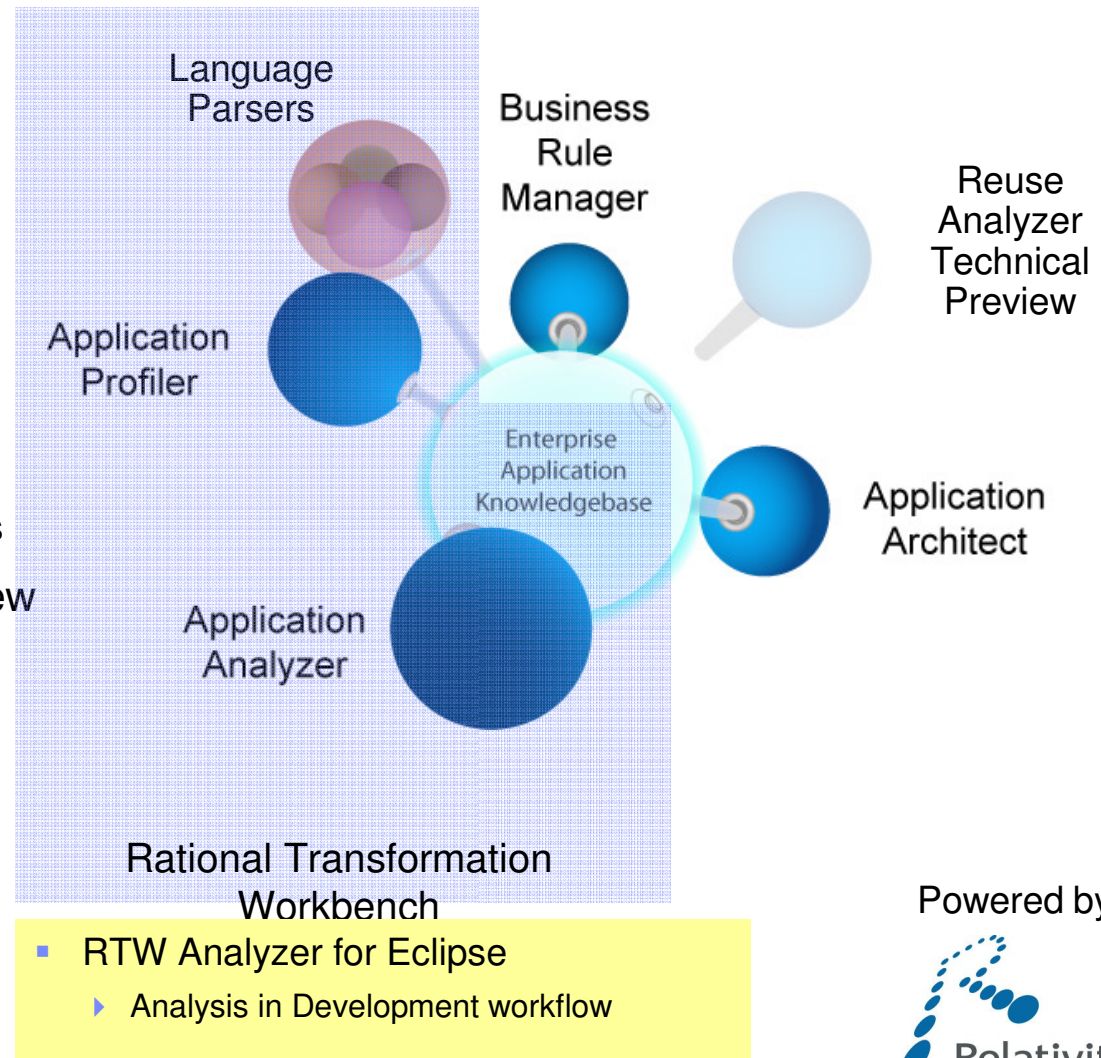 Language
Parsers
Business
Rule
Manager
Reuse
Analyzer
Technical
Preview
Application
Profiler
Enterprise
Application
Knowledgebase
Application
Architect
Application
Analyzer
Rational Transformation
Workbench
RTW Analyzer for Eclipse
Analysis in Development workflow
Powered by